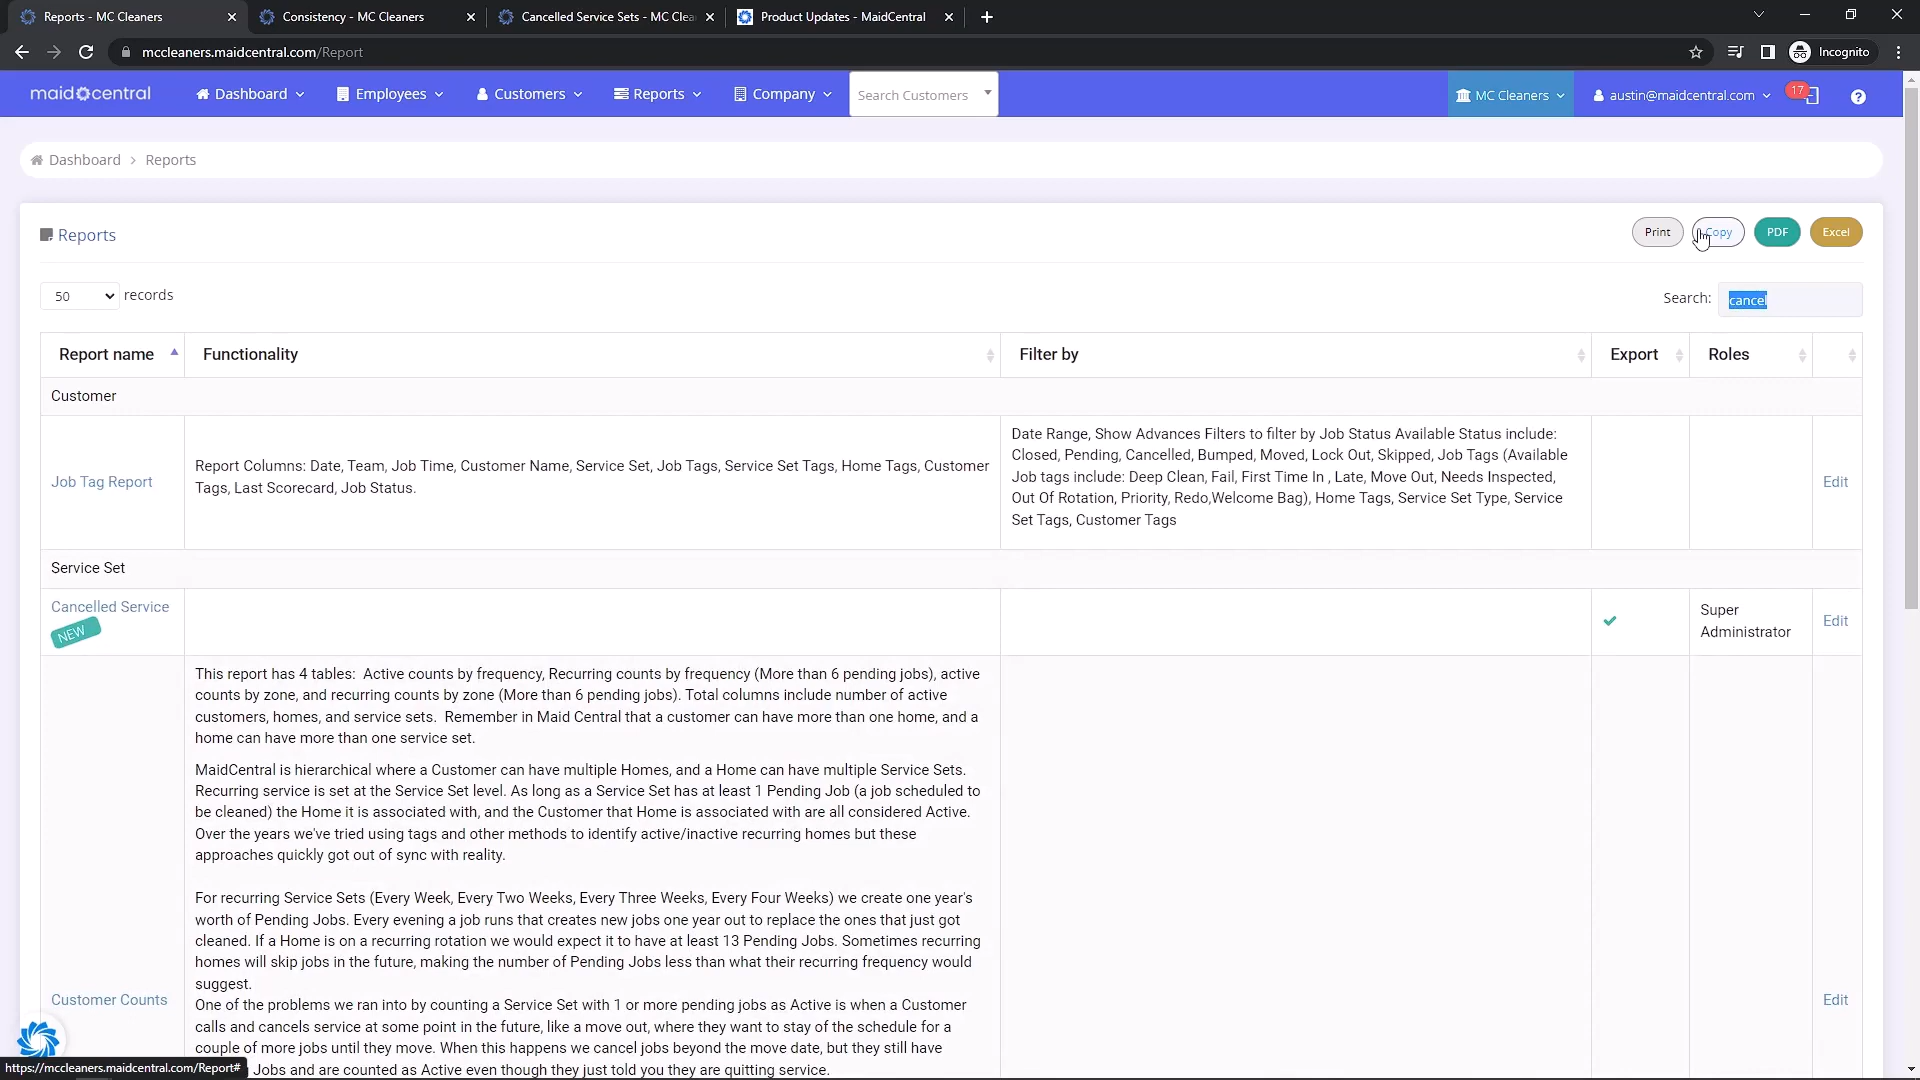 Reports - MC Cleaners
Consistency - MC Cleaners
Cancelled Service Sets - MC Clea
Product Updates - MaidCentral
mccleaners.maidcentral.com/Report
Incognito
maidcentral
Dashboard
Employees
Customers
Reports
Company
Search Customers
MC Cleaners
austin@maidcentral.com
17
Dashboard > Reports
Reports
Print
Copy
PDF
Excel
50 records
Search: cancel
Report name
Functionality
Filter by
Export
Roles
Customer
Job Tag Report
Report Columns: Date, Team, Job Time, Customer Name, Service Set, Job Tags, Service Set Tags, Home Tags, Customer
Tags, Last Scorecard, Job Status.
Date Range, Show Advances Filters to filter by Job Status Available Status include:
Closed, Pending, Cancelled, Bumped, Moved, Lock Out, Skipped, Job Tags (Available
Job tags include: Deep Clean, Fail, First Time In , Late, Move Out, Needs Inspected,
Out Of Rotation, Priority, Redo,Welcome Bag), Home Tags, Service Set Type, Service
Set Tags, Customer Tags
Edit
Service Set
Cancelled Service
NEW
Super
Administrator
Edit
Customer Counts
This report has 4 tables:  Active counts by frequency, Recurring counts by frequency (More than 6 pending jobs), active
counts by zone, and recurring counts by zone (More than 6 pending jobs). Total columns include number of active
customers, homes, and service sets.  Remember in Maid Central that a customer can have more than one home, and a
home can have more than one service set.
MaidCentral is hierarchical where a Customer can have multiple Homes, and a Home can have multiple Service Sets.
Recurring service is set at the Service Set level. As long as a Service Set has at least 1 Pending Job (a job scheduled to
be cleaned) the Home it is associated with, and the Customer that Home is associated with are all considered Active.
Over the years we've tried using tags and other methods to identify active/inactive recurring homes but these
approaches quickly got out of sync with reality.
For recurring Service Sets (Every Week, Every Two Weeks, Every Three Weeks, Every Four Weeks) we create one year's
worth of Pending Jobs. Every evening a job runs that creates new jobs one year out to replace the ones that just got
cleaned. If a Home is on a recurring rotation we would expect it to have at least 13 Pending Jobs. Sometimes recurring
homes will skip jobs in the future, making the number of Pending Jobs less than what their recurring frequency would
suggest.
One of the problems we ran into by counting a Service Set with 1 or more pending jobs as Active is when a Customer
calls and cancels service at some point in the future, like a move out, where they want to stay of the schedule for a
couple of more jobs until they move. When this happens we cancel jobs beyond the move date, but they still have
Jobs and are counted as Active even though they just told you they are quitting service.
Edit
https://mccleaners.maidcentral.com/Report#